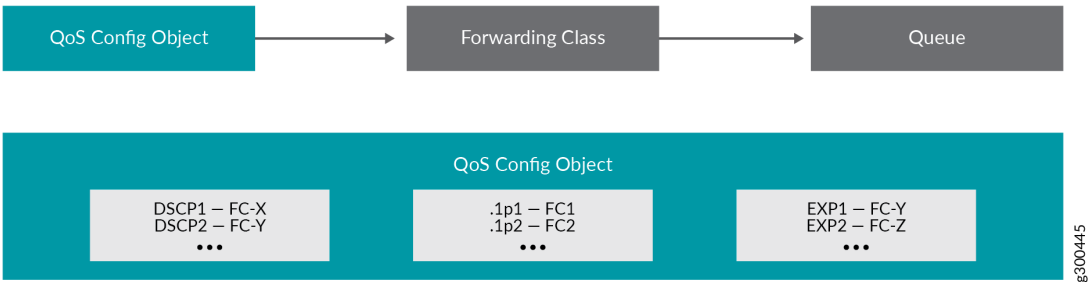 QoS Config Object
Forwarding Class
Queue
QoS Config Object
DSCP1 – FC-X
DSCP2 – FC-Y
•••
.1p1 – FC1
.1p2 – FC2
•••
EXP1 – FC-Y
EXP2 – FC-Z
•••
g300445